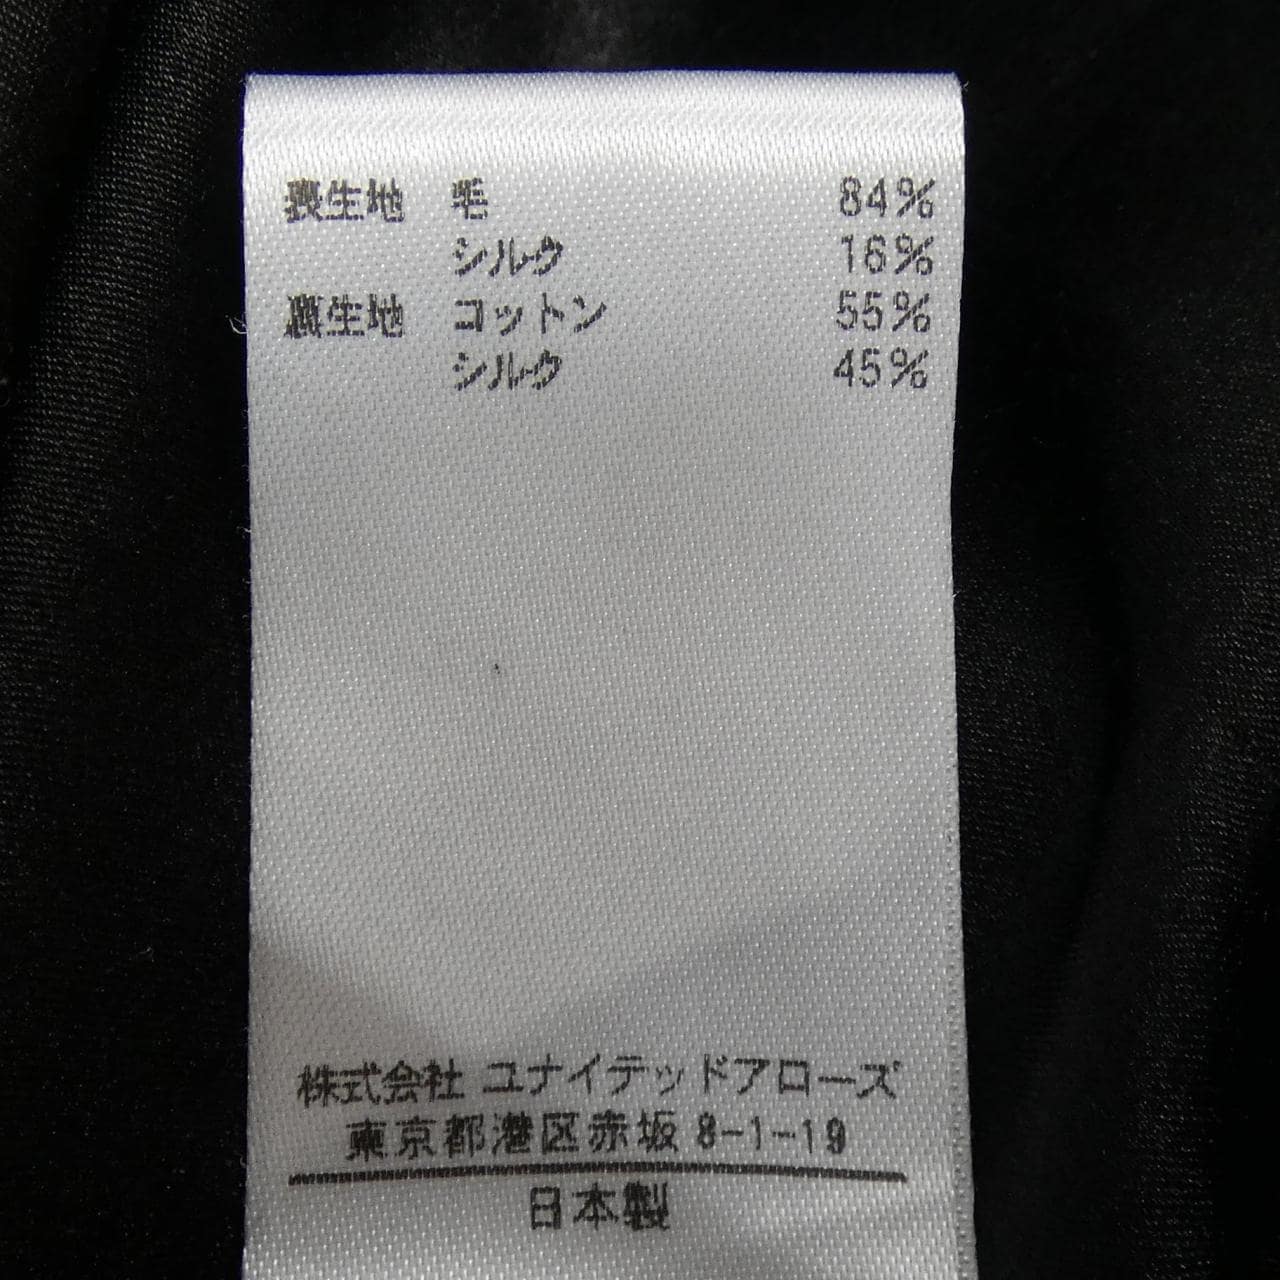 表生地 毛 84%
シルク 16%
裏生地 コットン 55%
シルク 45%
株式会社 ユナイテッドアローズ
東京都港区赤坂 8-1-19
日本製